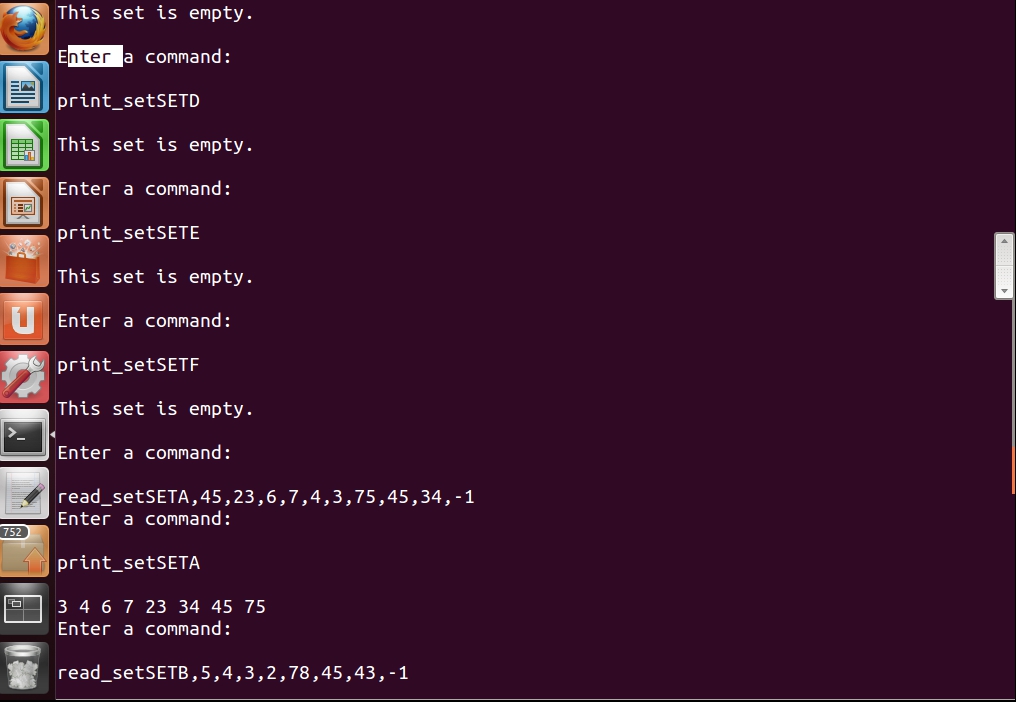 This set is empty.
Enter a command:
print_setSETD
This set is empty.
Enter a command:
print_setSETE
This set is empty.
Enter a command:
print_setSETF
This set is empty.
Enter a command:
read_setSETA,45,23,6,7,4,3,75,45,34,-1
Enter a command:
752
print_setSETA
3 4 6 7 23 34 45 75
Enter a command:
read_setSETB,5,4,3,2,78,45,43,-1